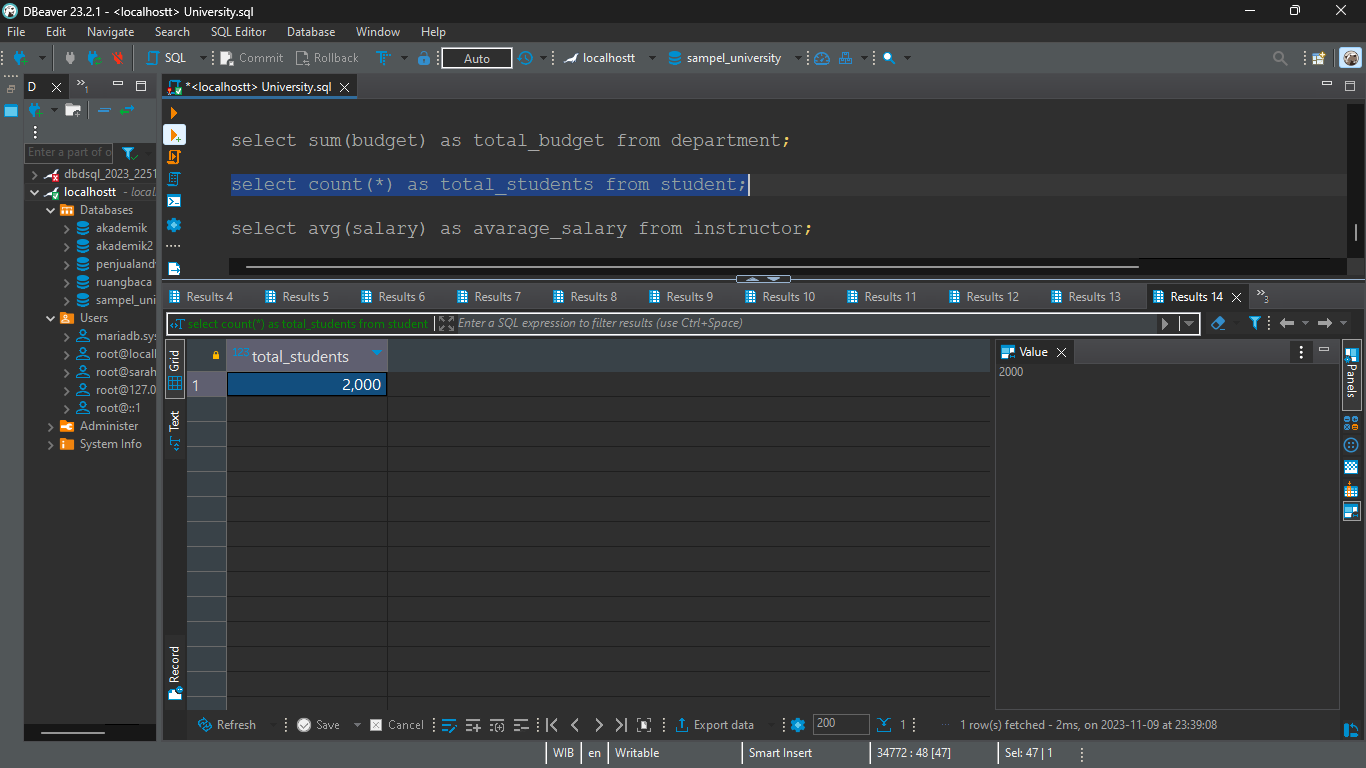 DBeaver 23.2.1 - <localhostt> University.sql
File Edit Navigate Search SQL Editor Database Window Help
SQL Commit Rollback Auto localhostt sampel_university
D »1
*<localhostt> University.sql
Enter a part of o
dbdsql_2023_2251
localhostt - local
Databases
akademik
akademik2
penjualand
ruangbaca
sampel_uni
Users
mariadb.sy
root@locall
root@sarah
root@127.0
root@::1
Administer
System Info
select sum(budget) as total_budget from department;
select count(*) as total_students from student;
select avg(salary) as avarage_salary from instructor;
Results 4 Results 5 Results 6 Results 7 Results 8 Results 9 Results 10 Results 11 Results 12 Results 13 Results 14 »3
select count(*) as total_students from student Enter a SQL expression to filter results (use Ctrl+Space)
Grid
Text
Record
123 total_students
1 2,000
Value
2000
Panels
Refresh Save Cancel Export data 200 1 1 row(s) fetched - 2ms, on 2023-11-09 at 23:39:08
WIB en Writable Smart Insert 34772 : 48 [47] Sel: 47 | 1